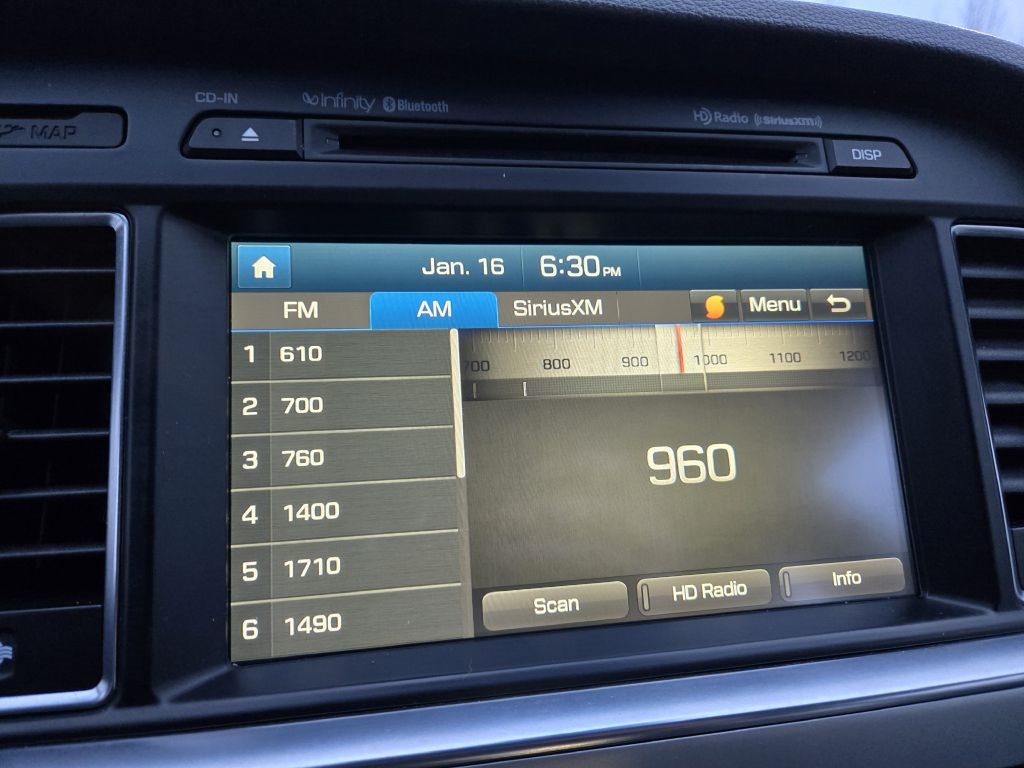 CD-IN
Infinity Bluetooth
HD Radio ((SiriusXM))
MAP
DISP
Jan. 16 6:30 PM
FM AM SiriusXM Menu
1 610
2 700
3 760
4 1400
5 1710
6 1490
700 800 900 1000 1100 1200
960
Scan HD Radio Info